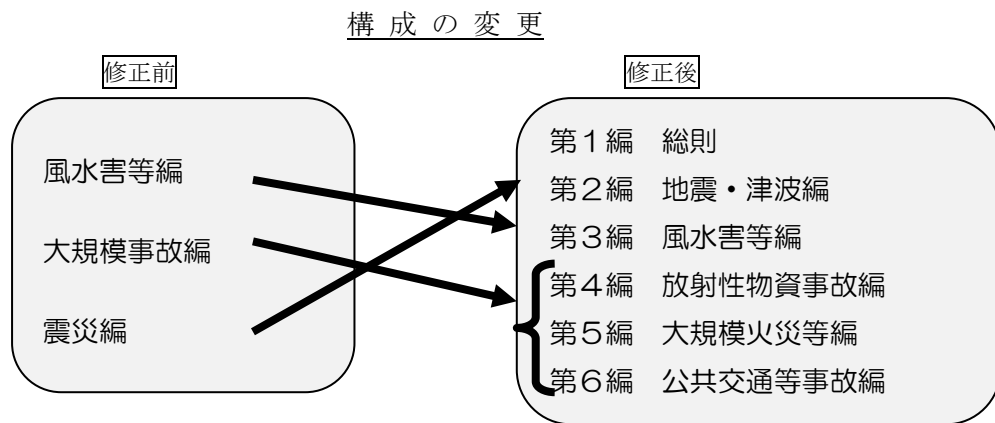 構成の変更
修正前
風水害等編
大規模事故編
震災編
修正後
第1編 総則
第2編 地震・津波編
第3編 風水害等編
第4編 放射性物資事故編
第5編 大規模火災等編
第6編 公共交通等事故編